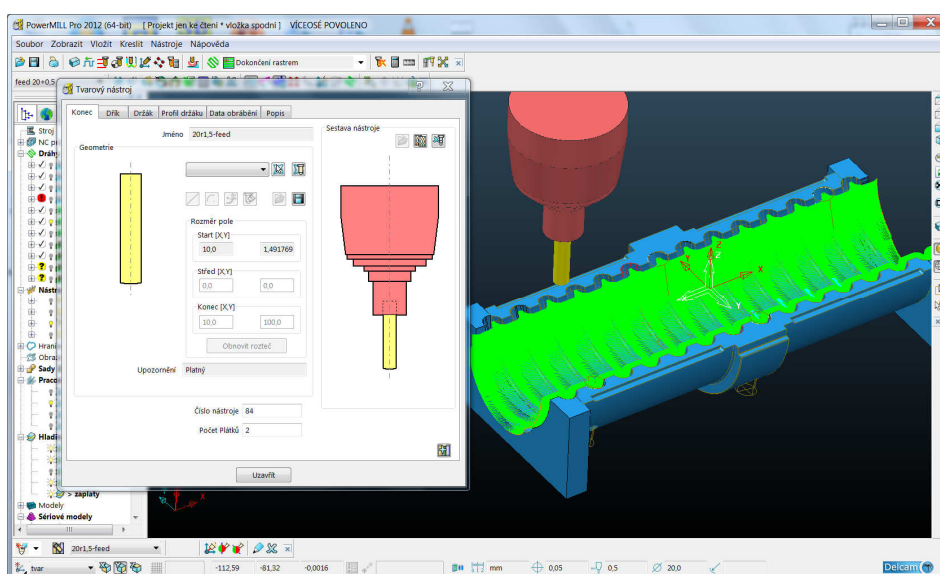 PowerMILL Pro 2012 (64-bit) [Projekt jen ke čtení * vložka spodní ] VÍCEOSÉ POVOLENO
Soubor Zobrazit Vložit Kreslit Nástroje Nápověda
Dokončení rastrem
feed 20+0,5
Tvarový nástroj
Konec Dřík Držák Profil držáku Data obrábění Popis
Jméno 20r1,5-feed
Sestava nástroje
Geometrie
Rozměr pole
Start [X,Y]
10,0 1,491769
Střed [X,Y]
0,0 0,0
Konec [X,Y]
10,0 100,0
Obnovit rozteč
Upozornění Platný
Číslo nástroje 84
Počet Plátků 2
Uzavřít
Stroj
NC p
Dráhy
Nástr
Hrani
Obraz
Sady
Praco
Hladi
> zaplaty
Modely
Sériové modely
X
Y
Z
X
Y
Z
X
20r1,5-feed
tvar
-112,59 -81,32 -0,0016
mm 0,05 0,5 20,0
Delcam